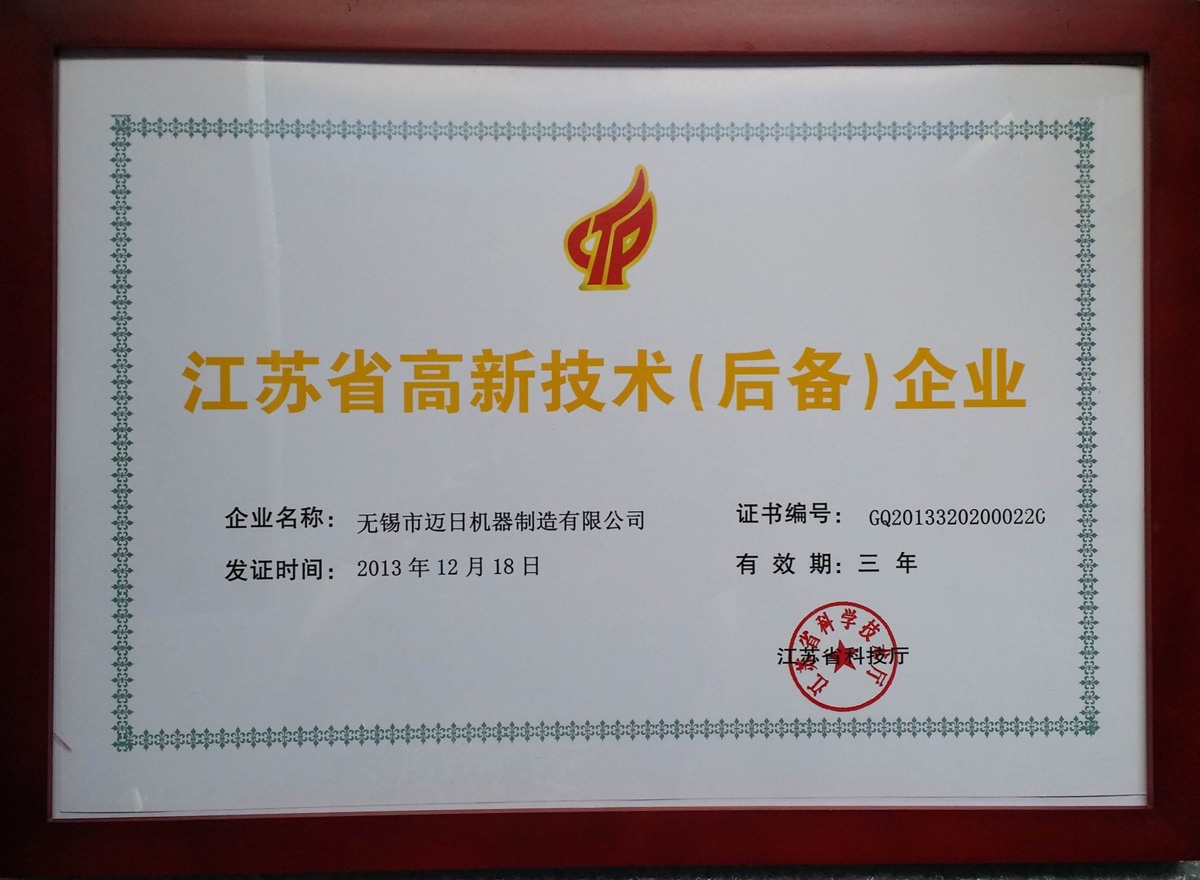 CTP
江苏省高新技术(后备)企业
企业名称: 无锡市迈日机器制造有限公司
证书编号: GQ2013320200022G
发证时间: 2013年12月18日
有 效 期: 三 年
江苏省科学技术厅
江苏省科技厅